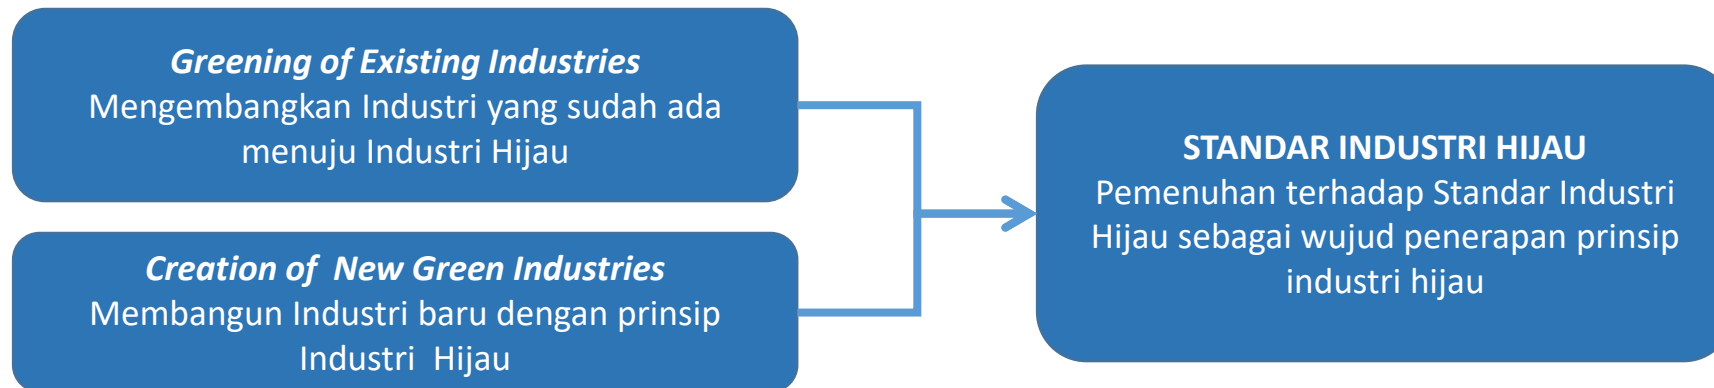 Greening of Existing Industries
Mengembangkan Industri yang sudah ada
menuju Industri Hijau
Creation of New Green Industries
Membangun Industri baru dengan prinsip
Industri Hijau
STANDAR INDUSTRI HIJAU
Pemenuhan terhadap Standar Industri
Hijau sebagai wujud penerapan prinsip
industri hijau